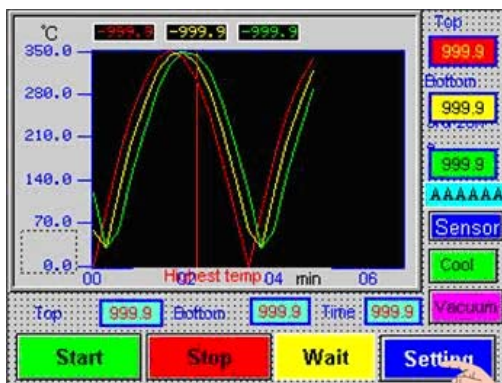 °C -999.9 -999.9 -999.9
350.0
280.0
210.0
140.0
70.0
0.0
00 02 04 min 06
Highest temp
Top
999.9
Bottom
999.9
999.9
AAAAAA
Sensor
Cool
Vacuum
Top 999.9 Bottom 999.9 Time 999.9
Start Stop Wait Setting